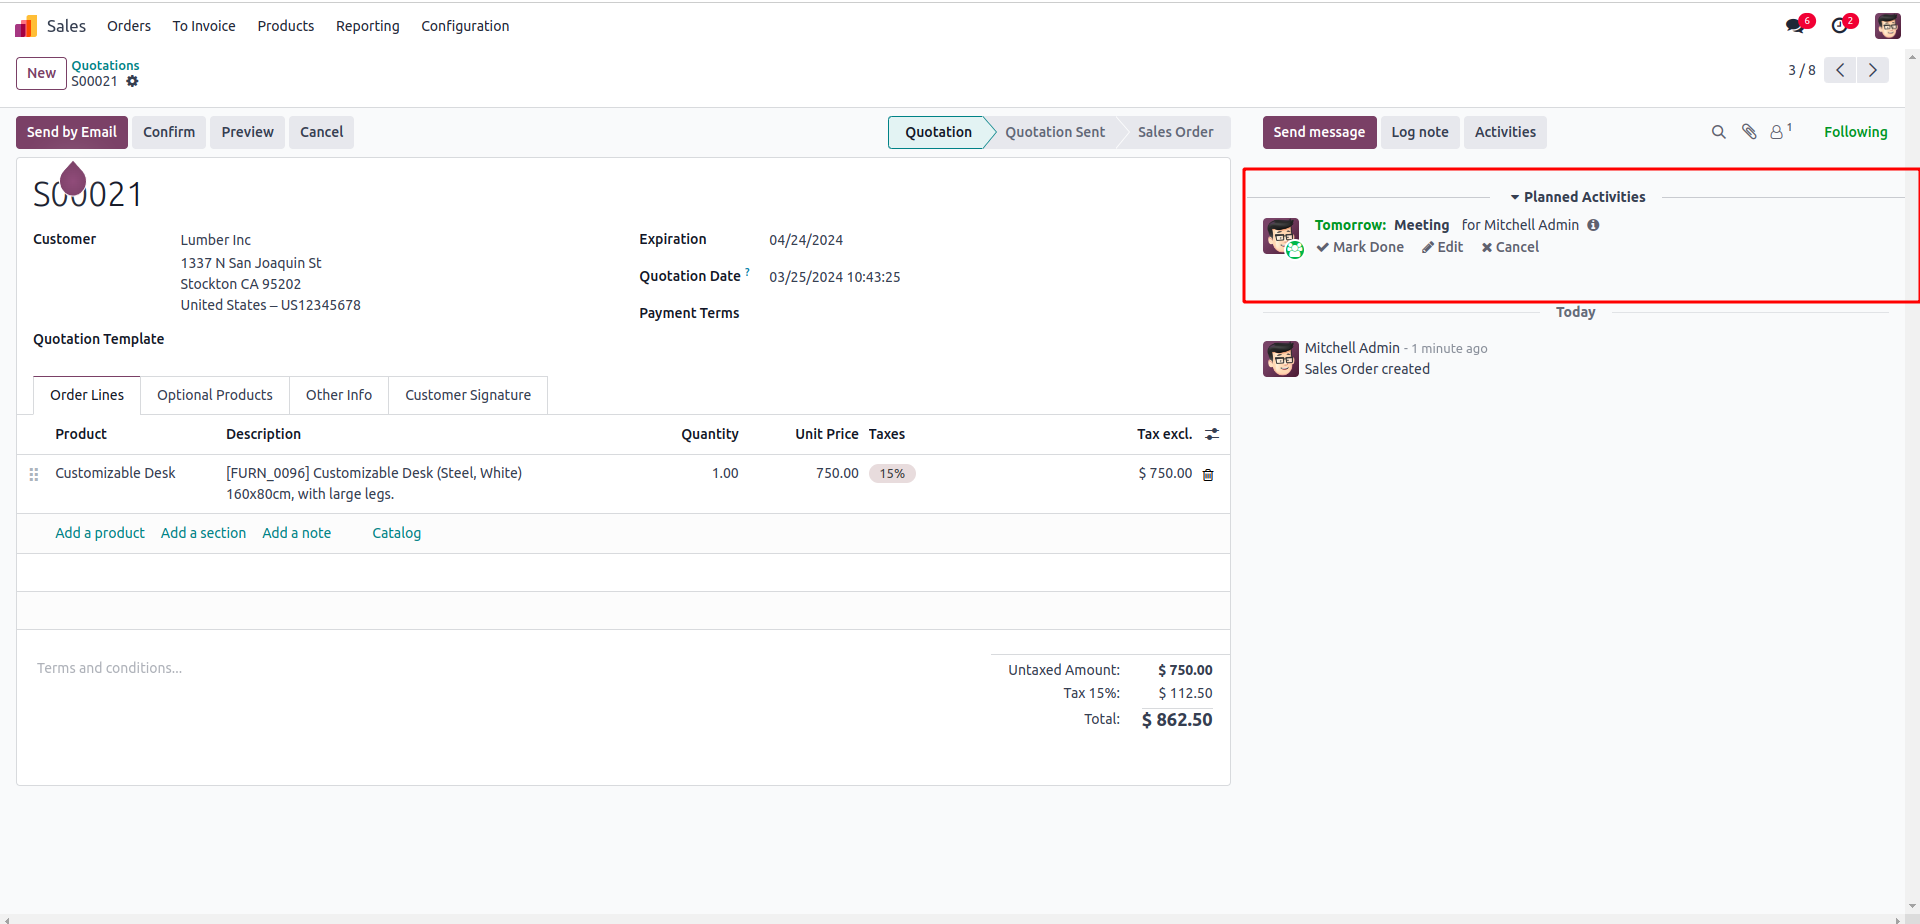 Sales Orders To Invoice Products Reporting Configuration 6 2
New Quotations
S00021 3 / 8
Send by Email Confirm Preview Cancel Quotation Quotation Sent Sales Order Send message Log note Activities 1 Following
S00021
Customer Lumber Inc
1337 N San Joaquin St
Stockton CA 95202
United States – US12345678
Quotation Template
Expiration 04/24/2024
Quotation Date ? 03/25/2024 10:43:25
Payment Terms
Order Lines Optional Products Other Info Customer Signature
Product Description Quantity Unit Price Taxes Tax excl.
Customizable Desk [FURN_0096] Customizable Desk (Steel, White) 1.00 750.00 15% $ 750.00
160x80cm, with large legs.
Add a product Add a section Add a note Catalog
Terms and conditions...
Untaxed Amount: $ 750.00
Tax 15%: $ 112.50
Total: $ 862.50
Planned Activities
Tomorrow: Meeting for Mitchell Admin
Mark Done Edit Cancel
Today
Mitchell Admin - 1 minute ago
Sales Order created